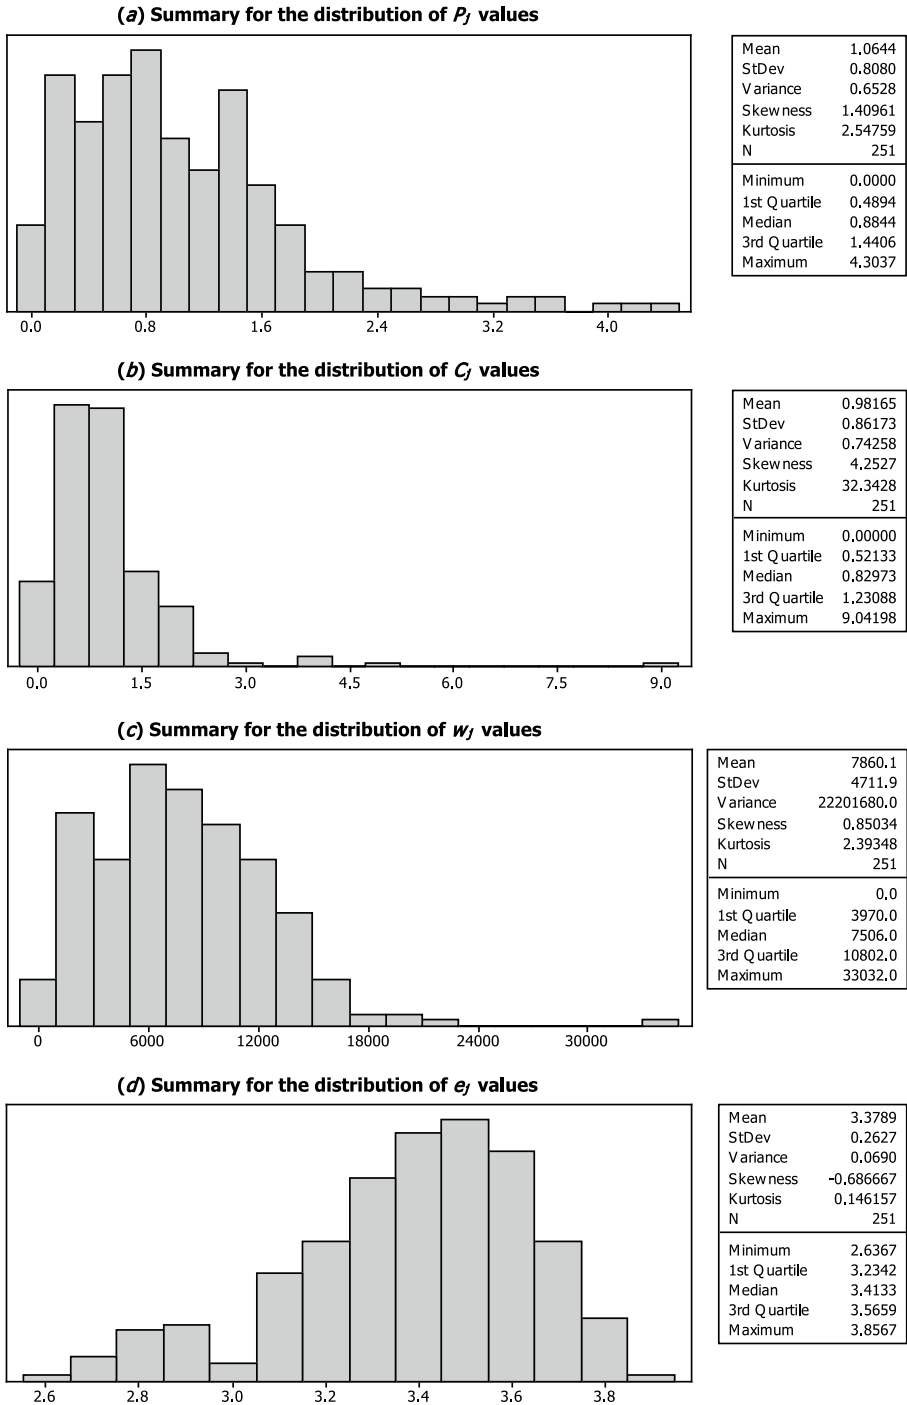 (a) Summary for the distribution of Pj values
Mean 1.0644
StDev 0.8080
Variance 0.6528
Skewness 1.40961
Kurtosis 2.54759
N 251
Minimum 0.0000
1st Quartile 0.4894
Median 0.8844
3rd Quartile 1.4406
Maximum 4.3037
0.0 0.8 1.6 2.4 3.2 4.0
(b) Summary for the distribution of Cj values
Mean 0.98165
StDev 0.86173
Variance 0.74258
Skewness 4.2527
Kurtosis 32.3428
N 251
Minimum 0.00000
1st Quartile 0.52133
Median 0.82973
3rd Quartile 1.23088
Maximum 9.04198
0.0 1.5 3.0 4.5 6.0 7.5 9.0
(c) Summary for the distribution of wj values
Mean 7860.1
StDev 4711.9
Variance 22201680.0
Skewness 0.85034
Kurtosis 2.39348
N 251
Minimum 0.0
1st Quartile 3970.0
Median 7506.0
3rd Quartile 10802.0
Maximum 33032.0
0 6000 12000 18000 24000 30000
(d) Summary for the distribution of ej values
Mean 3.3789
StDev 0.2627
Variance 0.0690
Skewness -0.686667
Kurtosis 0.146157
N 251
Minimum 2.6367
1st Quartile 3.2342
Median 3.4133
3rd Quartile 3.5659
Maximum 3.8567
2.6 2.8 3.0 3.2 3.4 3.6 3.8